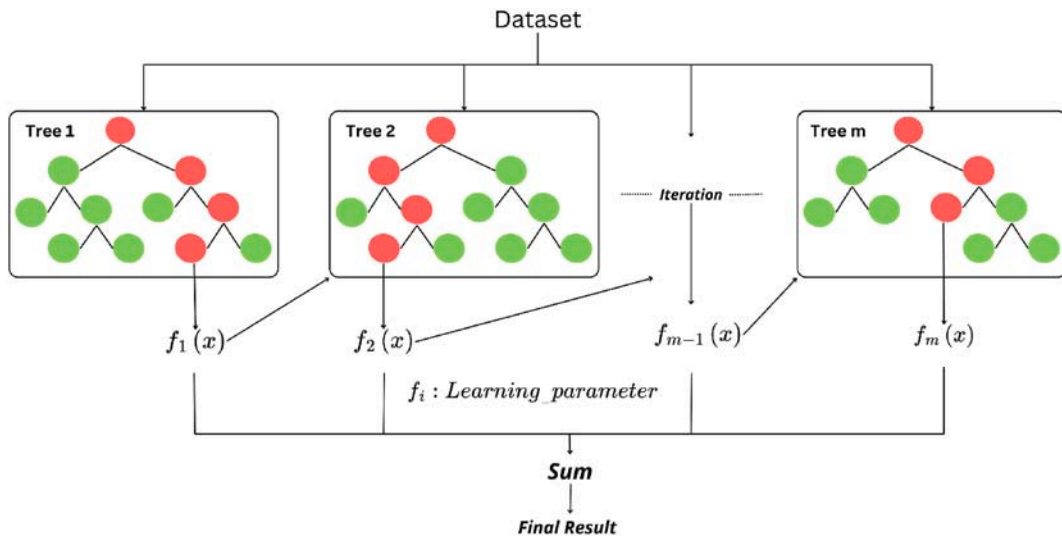 Dataset
Tree 1
Tree 2
Tree m
Iteration
f₁(x)
f₂(x)
fₘ₋₁(x)
fₘ(x)
fᵢ : Learning_parameter
Sum
Final Result